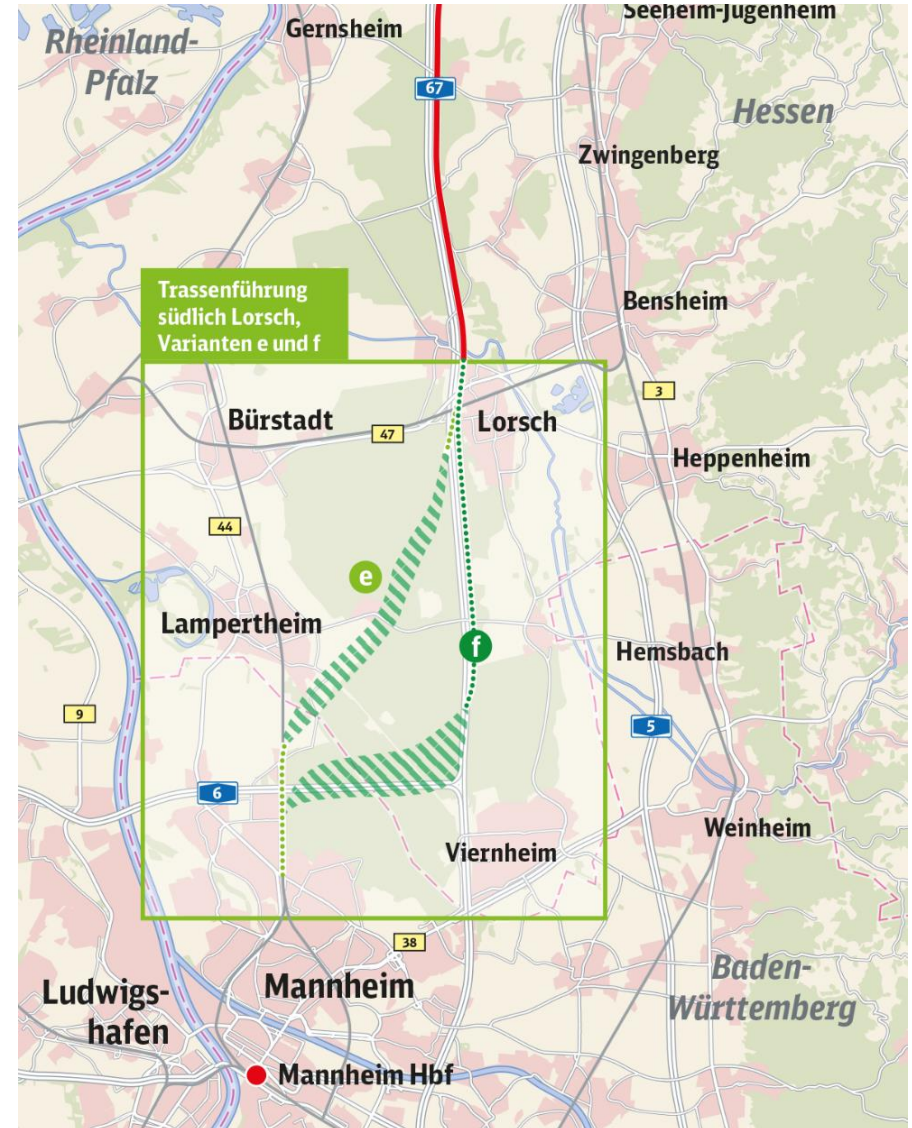 Seeheim-Jugenheim
Rheinland-
Pfalz
Gernsheim
67
Hessen
Zwingenberg
Trassenführung
südlich Lorsch,
Varianten e und f
Bensheim
3
Bürstadt
47
Lorsch
Heppenheim
44
e
Lampertheim
f
Hemsbach
9
5
6
Weinheim
Viernheim
38
Baden-
Württemberg
Ludwigs-
hafen
Mannheim
Mannheim Hbf